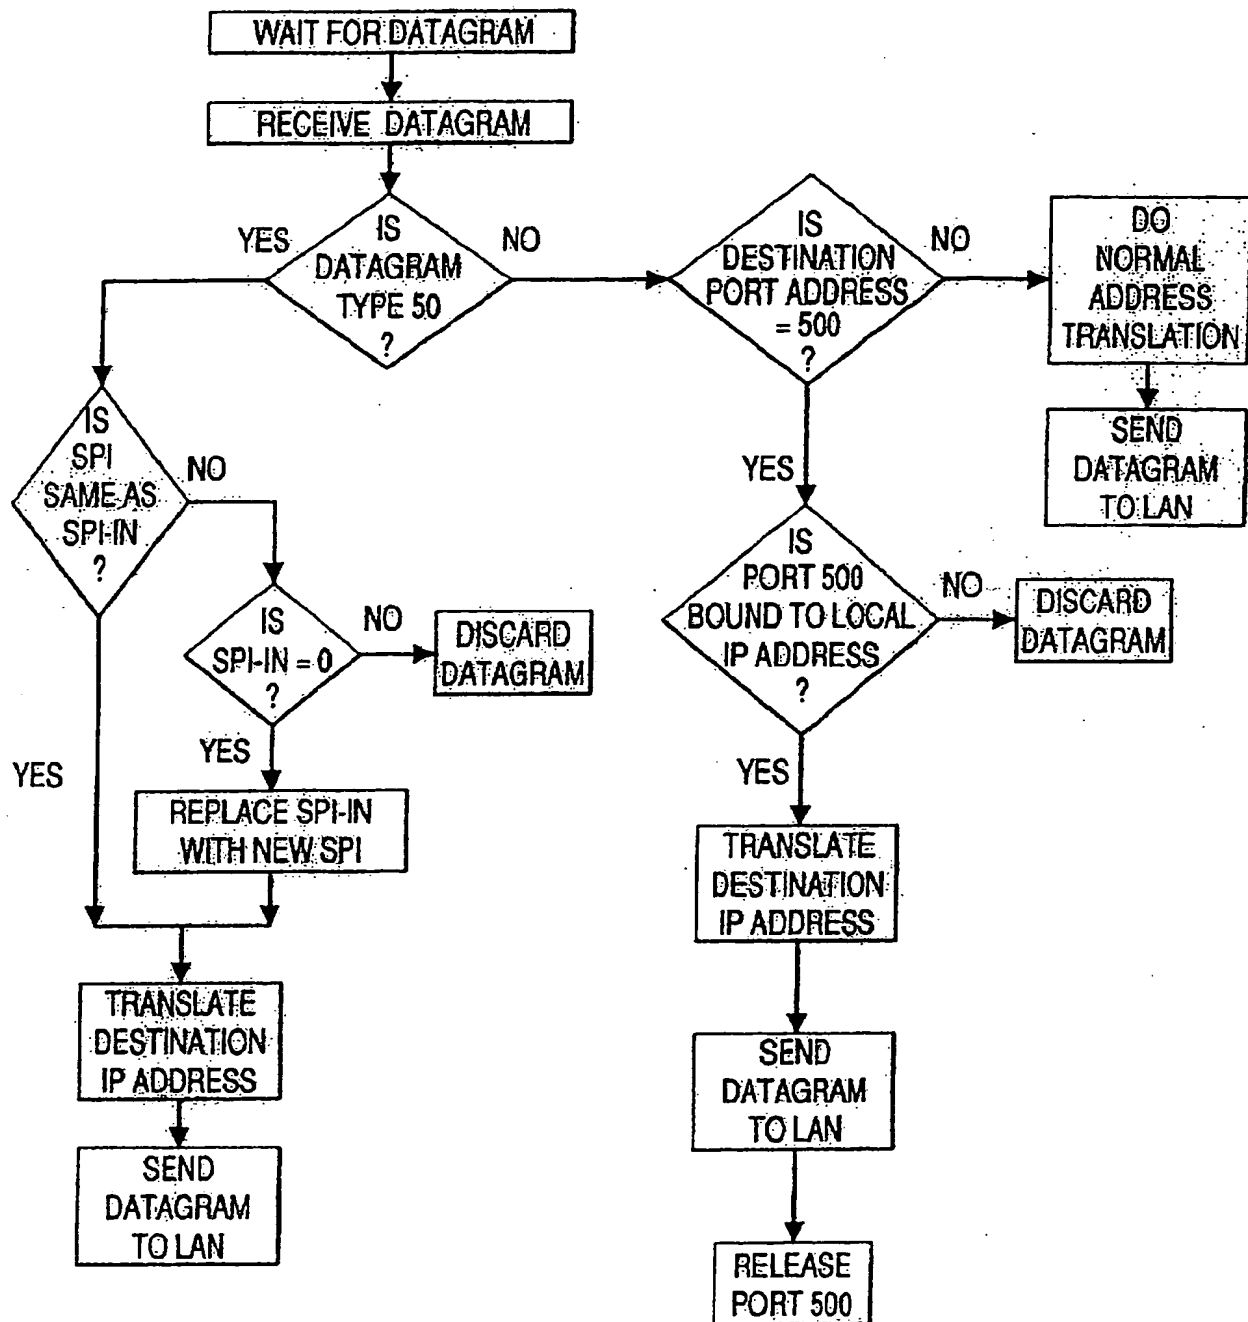 WAIT FOR DATAGRAM
RECEIVE DATAGRAM
IS
DATAGRAM
TYPE 50
?
YES
NO
IS
DESTINATION
PORT ADDRESS
= 500
?
NO
DO
NORMAL
ADDRESS
TRANSLATION
SEND
DATAGRAM
TO LAN
IS
SPI
SAME AS
SPI-IN
?
NO
YES
IS
SPI-IN = 0
?
NO
DISCARD
DATAGRAM
YES
IS
PORT 500
BOUND TO LOCAL
IP ADDRESS
?
NO
DISCARD
DATAGRAM
YES
YES
REPLACE SPI-IN
WITH NEW SPI
TRANSLATE
DESTINATION
IP ADDRESS
SEND
DATAGRAM
TO LAN
TRANSLATE
DESTINATION
IP ADDRESS
SEND
DATAGRAM
TO LAN
RELEASE
PORT 500